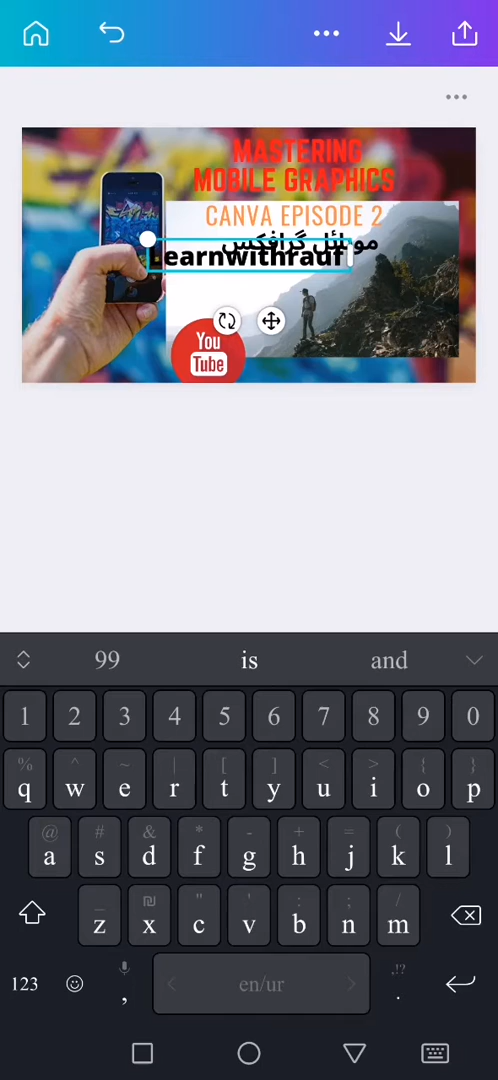 MASTERING
MOBILE GRAPHICS
CANVA EPISODE 2
موبائل گرافکس
Learnwithrauf
You
Tube
99 is and
1 2 3 4 5 6 7 8 9 0
% ^ ~ | [ ] < > { }
q w e r t y u i o p
@ # & * - + = ( )
a s d f g h j k l
_ ₪ " ' : ; /
z x c v b n m
123 , en/ur ,!? .